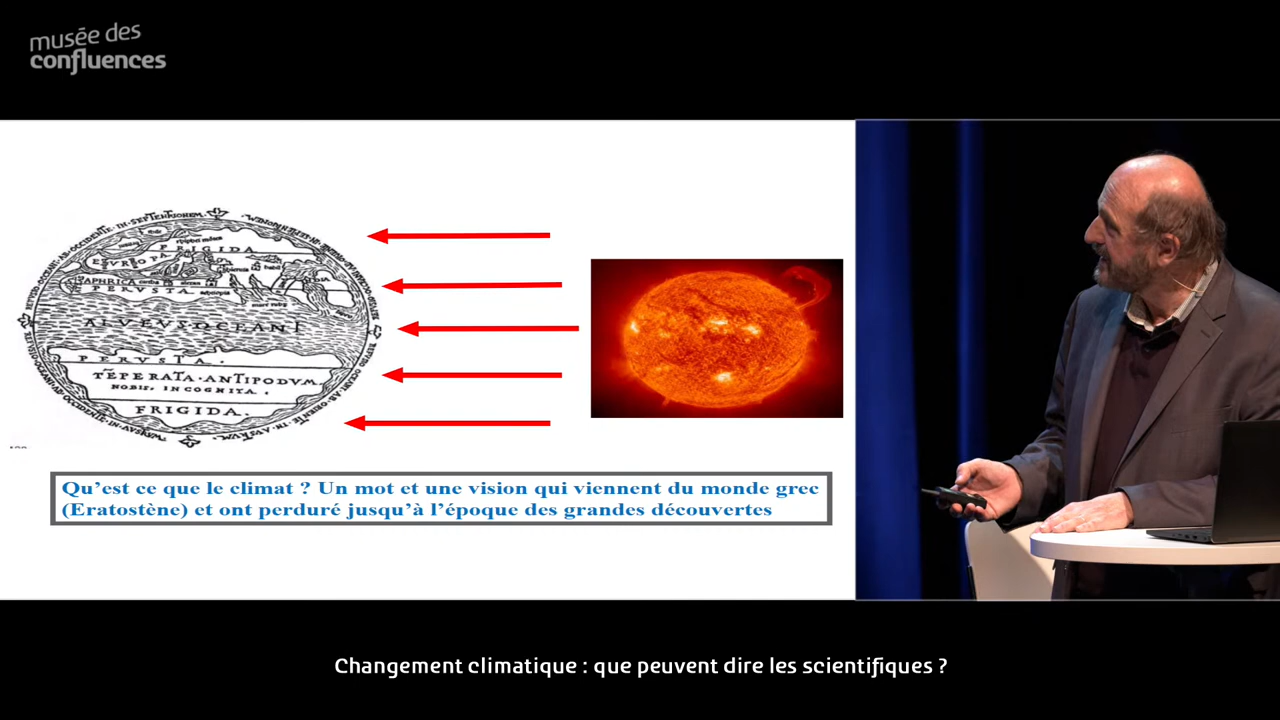 musée des
confluences
FRIGIDA
EVROPA
APHRICA
PERVSTA.
ALVEVS·OCEANI
PERVSTA.
TẼPERATA·ANTIPODVM
NOBIS, INCOGNITA.
FRIGIDA.
Qu’est ce que le climat ? Un mot et une vision qui viennent du monde grec
(Eratostène) et ont perduré jusqu’à l’époque des grandes découvertes
Changement climatique : que peuvent dire les scientifiques ?